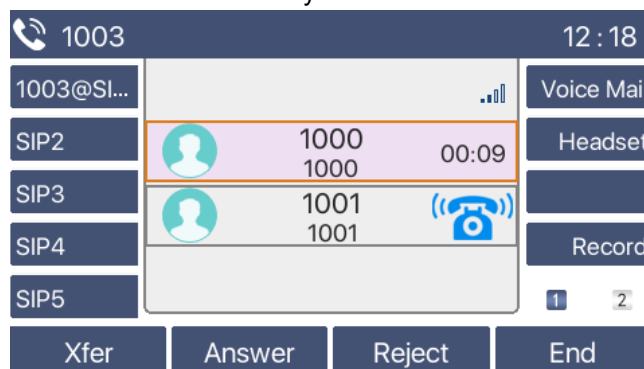 1003 12:18
1003@SI... Voice Mai
SIP2 1000 00:09 Headset
1000
SIP3 1001
SIP4 1001 Record
SIP5 1 2
Xfer Answer Reject End